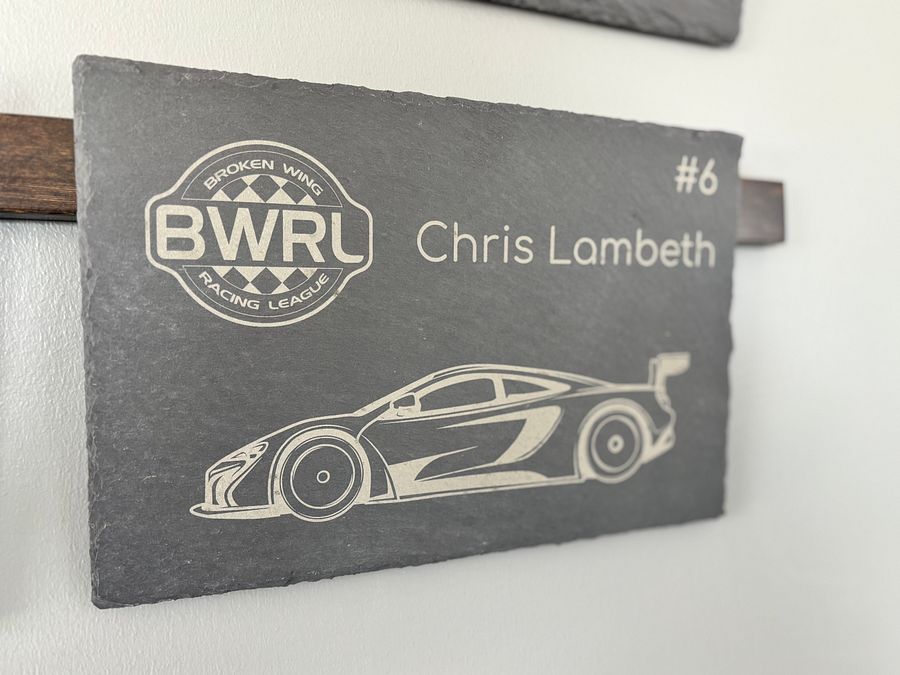 BROKEN WING
BWRL
RACING LEAGUE
#6
Chris Lambeth